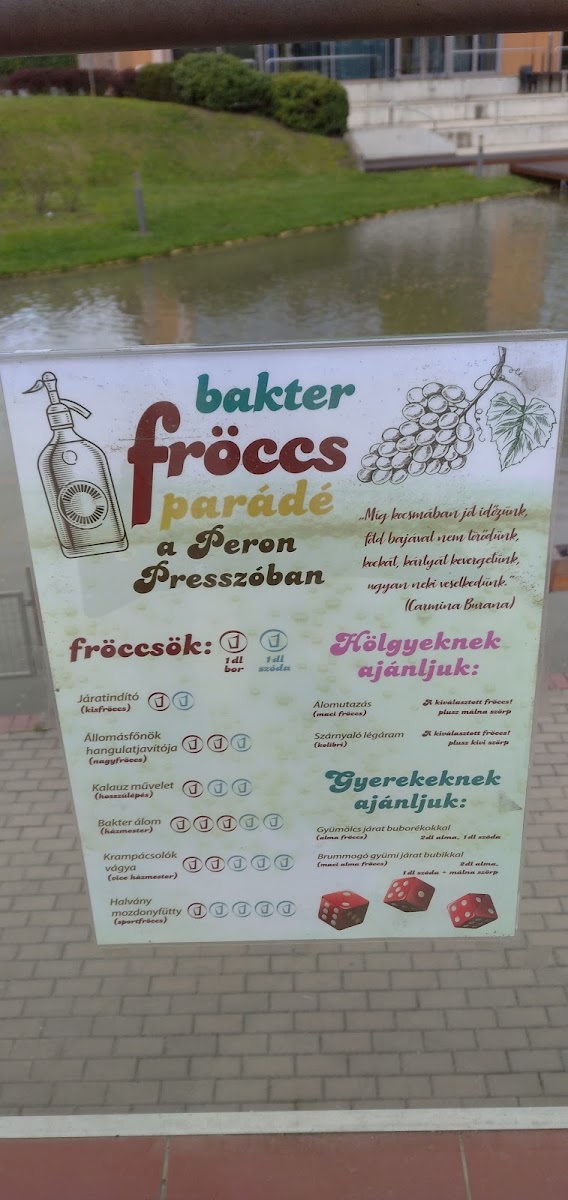 bakter
fröccs
parádé
a Peron
Presszóban
„Míg kocsmában jól időzünk,
föld bajával nem törődünk,
kockát, kártyát kevergetünk,
ugyan neki veselkedünk."
(Carmina Burana)
fröccsök:
1 dl
bor
1 dl
szóda
Járatindító
(kisfröccs)
Állomásfőnök
hangulatjavítója
(nagyfröccs)
Kalauz művelet
(hosszúlépés)
Bakter álom
(házmester)
Krampácsolók
vágya
(vice házmester)
Halvány
mozdonyfütty
(sportfröccs)
Hölgyeknek
ajánljuk:
Álomutazás
(maci fröccs)
A kiválasztott fröccs!
plusz málna szörp
Szárnyaló légáram
(kolibri)
A kiválasztott fröccs!
plusz kivi szörp
Gyerekeknek
ajánljuk:
Gyümölcs járat buborékokkal
(alma fröccs)
2dl alma, 1dl szóda
Brummogó gyümi járat bubikkal
(maci alma fröccs)
2dl alma,
1dl szóda + málna szörp